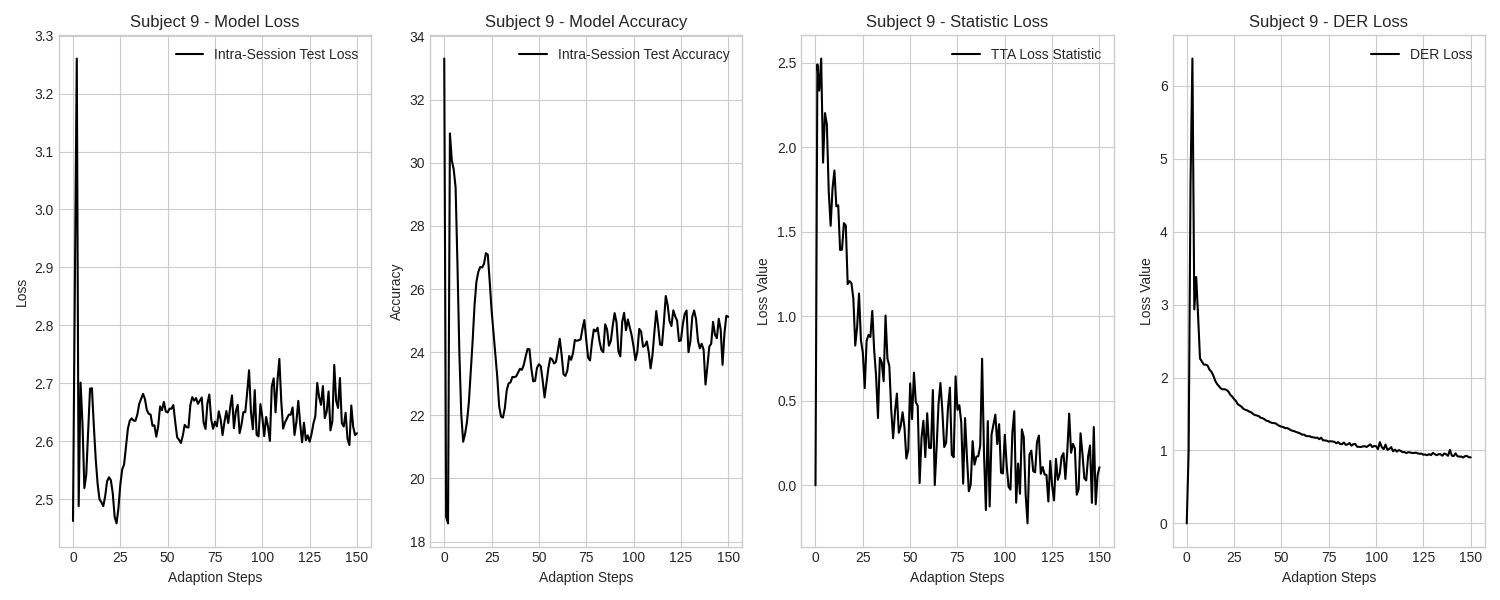 Subject 9 - Model Loss
Intra-Session Test Loss
3.3
3.2
3.1
3.0
2.9
2.8
2.7
2.6
2.5
Loss
0 25 50 75 100 125 150
Adaption Steps
Subject 9 - Model Accuracy
Intra-Session Test Accuracy
34
32
30
28
26
24
22
20
18
Accuracy
0 25 50 75 100 125 150
Adaption Steps
Subject 9 - Statistic Loss
TTA Loss Statistic
2.5
2.0
1.5
1.0
0.5
0.0
Loss Value
0 25 50 75 100 125 150
Adaption Steps
Subject 9 - DER Loss
DER Loss
6
5
4
3
2
1
0
Loss Value
0 25 50 75 100 125 150
Adaption Steps